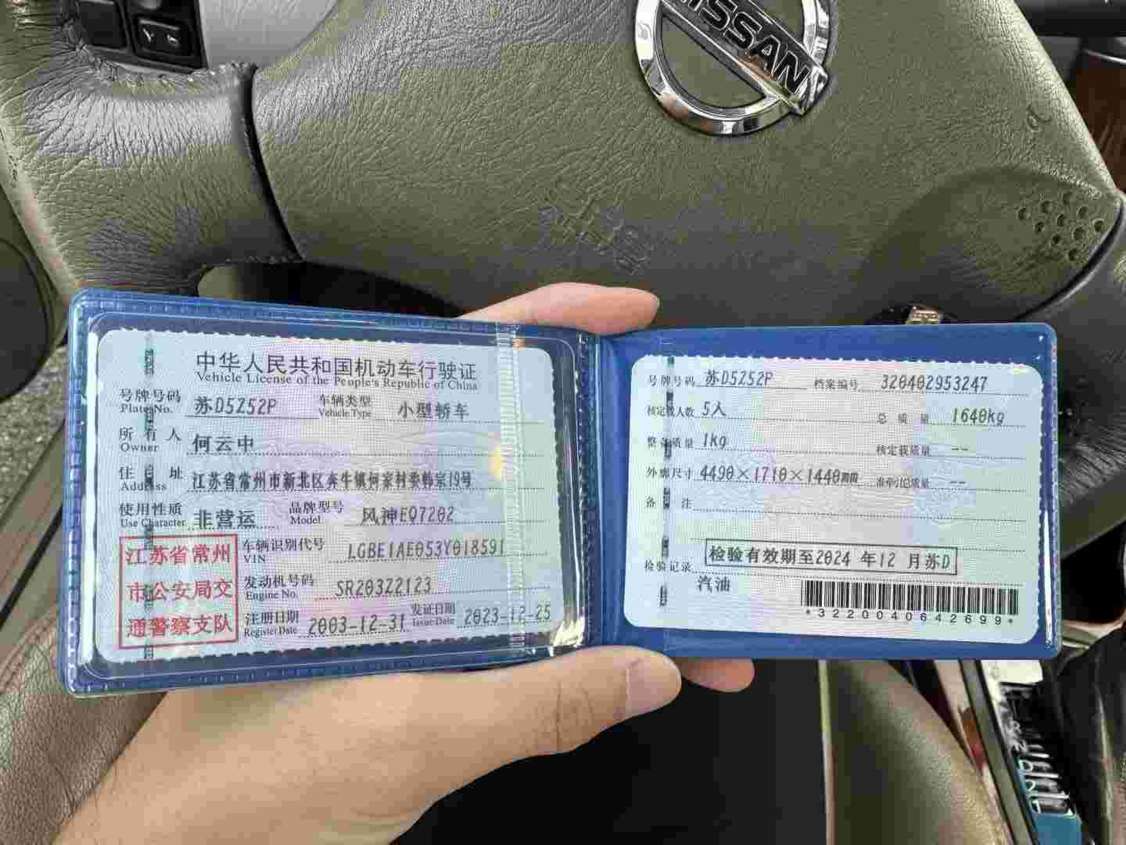 NISSAN
中华人民共和国机动车行驶证
Vehicle License of the People's Republic of China
号牌号码 苏D5Z52P 车辆类型 小型轿车
Plate No. Vehicle Type
所有人 何云中
Owner
住址 江苏省常州市新北区奔牛镇何家村委韩宗19号
Address
使用性质 非营运 品牌型号 风神EQ7202
Use Character Model
江苏省常州
市公安局交
通警察支队
车辆识别代号 LGBE1AE053Y018591
VIN
发动机号码 SR203Z2123
Engine No.
注册日期 2003-12-31 发证日期 2023-12-25
Register Date Issue Date
号牌号码 苏D5Z52P 档案编号 320402953247
核定载人数 5人 总质量 1640kg
整备质量 1kg 核定载质量 --
外廓尺寸 4490×1710×1440mm 准牵引总质量 --
备注
检验记录 检验有效期至2024年12月苏D
汽油
*3220040642699*